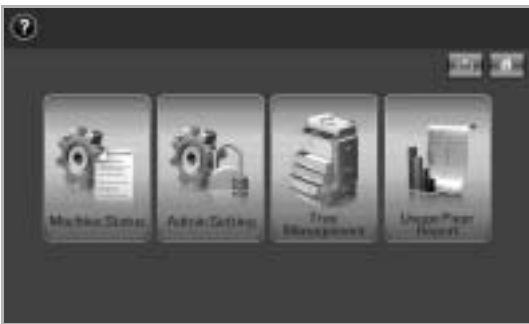 ?
Machine Status
Admin Setting
Tray
Management
Usage Page
Report